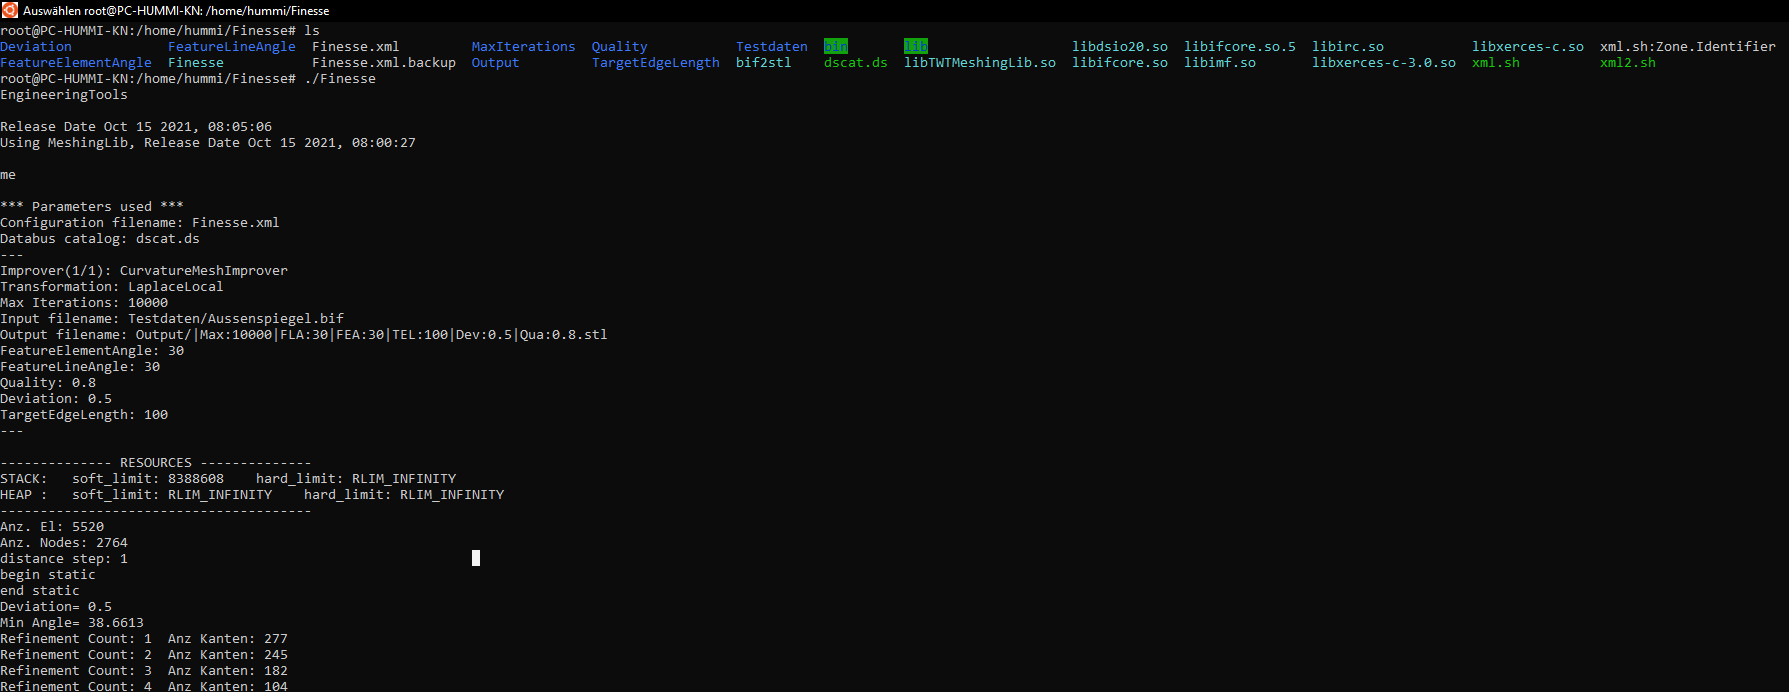 Auswählen root@PC-HUMMI-KN: /home/hummi/Finesse
root@PC-HUMMI-KN:/home/hummi/Finesse# ls
Deviation FeatureLineAngle Finesse.xml MaxIterations Quality Testdaten bin lib libdsio20.so libifcore.so.5 libirc.so libxerces-c.so xml.sh:Zone.Identifier
FeatureElementAngle Finesse Finesse.xml.backup Output TargetEdgeLength bif2stl dscat.ds libTWTMeshingLib.so libifcore.so libimf.so libxerces-c-3.0.so xml.sh xml2.sh
root@PC-HUMMI-KN:/home/hummi/Finesse# ./Finesse
EngineeringTools
Release Date Oct 15 2021, 08:05:06
Using MeshingLib, Release Date Oct 15 2021, 08:00:27
me
*** Parameters used ***
Configuration filename: Finesse.xml
Databus catalog: dscat.ds
---
Improver(1/1): CurvatureMeshImprover
Transformation: LaplaceLocal
Max Iterations: 10000
Input filename: Testdaten/Aussenspiegel.bif
Output filename: Output/|Max:10000|FLA:30|FEA:30|TEL:100|Dev:0.5|Qua:0.8.stl
FeatureElementAngle: 30
FeatureLineAngle: 30
Quality: 0.8
Deviation: 0.5
TargetEdgeLength: 100
---
-------------- RESOURCES --------------
STACK: soft_limit: 8388608 hard_limit: RLIM_INFINITY
HEAP : soft_limit: RLIM_INFINITY hard_limit: RLIM_INFINITY
---------------------------------------
Anz. El: 5520
Anz. Nodes: 2764
distance step: 1
begin static
end static
Deviation= 0.5
Min Angle= 38.6613
Refinement Count: 1 Anz Kanten: 277
Refinement Count: 2 Anz Kanten: 245
Refinement Count: 3 Anz Kanten: 182
Refinement Count: 4 Anz Kanten: 104